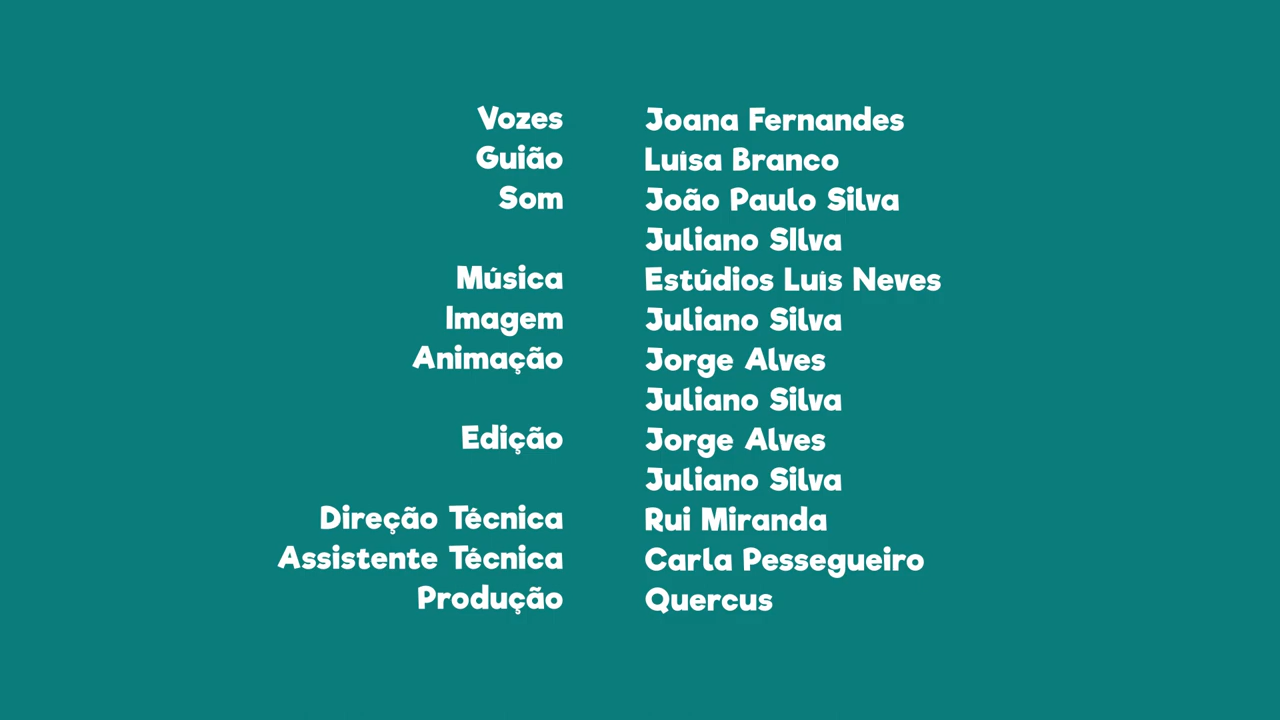 Vozes Joana Fernandes
Guião Luísa Branco
Som João Paulo Silva
Juliano SIlva
Música Estúdios Luís Neves
Imagem Juliano Silva
Animação Jorge Alves
Juliano Silva
Edição Jorge Alves
Juliano Silva
Direção Técnica Rui Miranda
Assistente Técnica Carla Pessegueiro
Produção Quercus